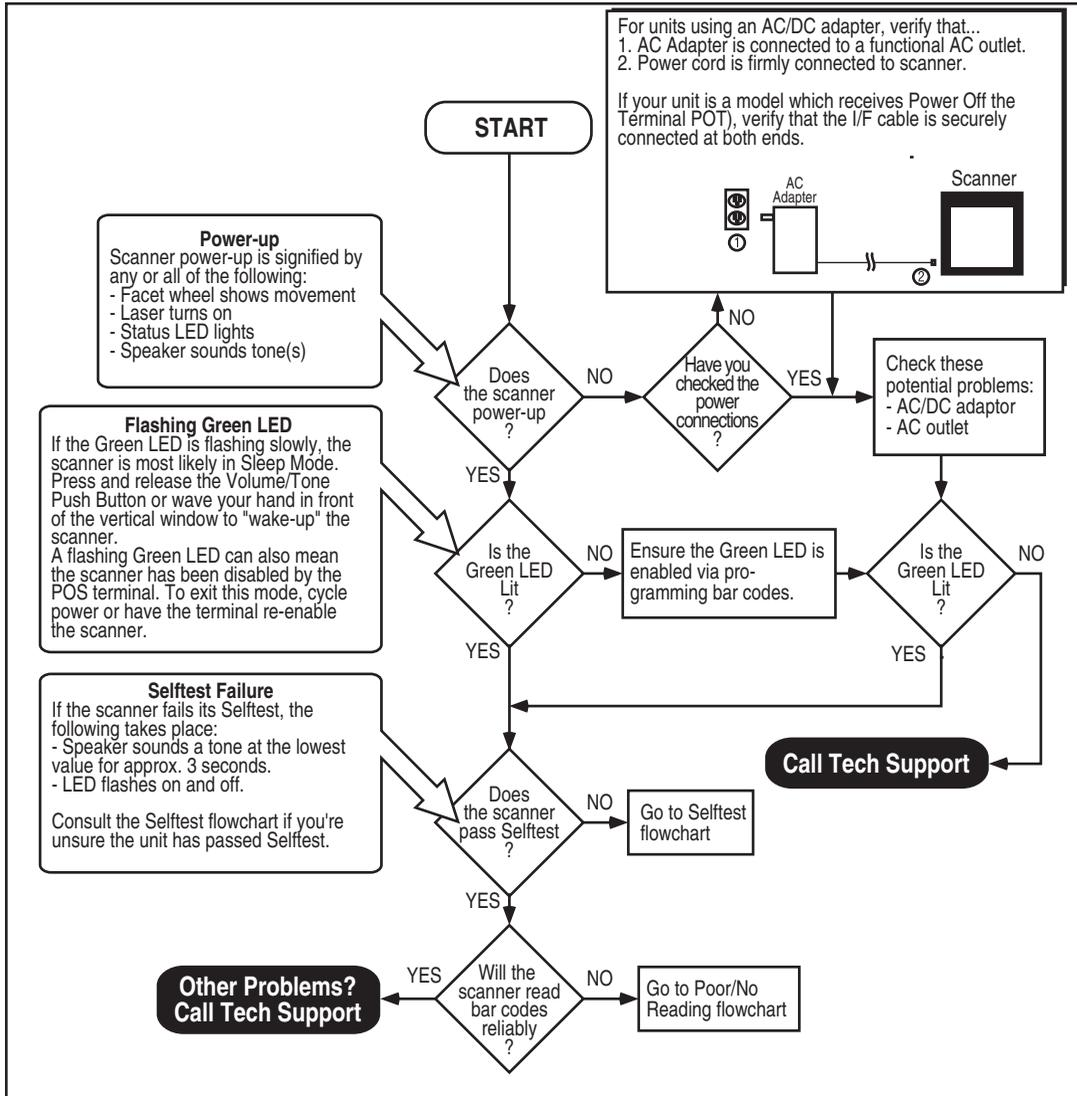 For units using an AC/DC adapter, verify that...
1. AC Adapter is connected to a functional AC outlet.
2. Power cord is firmly connected to scanner.
If your unit is a model which receives Power Off the
Terminal POT), verify that the I/F cable is securely
connected at both ends.
AC
Adapter
Scanner
1
2
START
Power-up
Scanner power-up is signified by
any or all of the following:
- Facet wheel shows movement
- Laser turns on
- Status LED lights
- Speaker sounds tone(s)
Does
the scanner
power-up
?
NO
YES
Have you
checked the
power
connections
?
NO
YES
Check these
potential problems:
- AC/DC adaptor
- AC outlet
Flashing Green LED
If the Green LED is flashing slowly, the
scanner is most likely in Sleep Mode.
Press and release the Volume/Tone
Push Button or wave your hand in front
of the vertical window to "wake-up" the
scanner.
A flashing Green LED can also mean
the scanner has been disabled by the
POS terminal. To exit this mode, cycle
power or have the terminal re-enable
the scanner.
Is the
Green LED
Lit
?
NO
YES
Ensure the Green LED is
enabled via pro-
gramming bar codes.
Is the
Green LED
Lit
?
NO
YES
Call Tech Support
Selftest Failure
If the scanner fails its Selftest, the
following takes place:
- Speaker sounds a tone at the lowest
value for approx. 3 seconds.
- LED flashes on and off.
Consult the Selftest flowchart if you're
unsure the unit has passed Selftest.
Does
the scanner
pass Selftest
?
NO
YES
Go to Selftest
flowchart
Will the
scanner read
bar codes
reliably
?
YES
NO
Other Problems?
Call Tech Support
Go to Poor/No
Reading flowchart